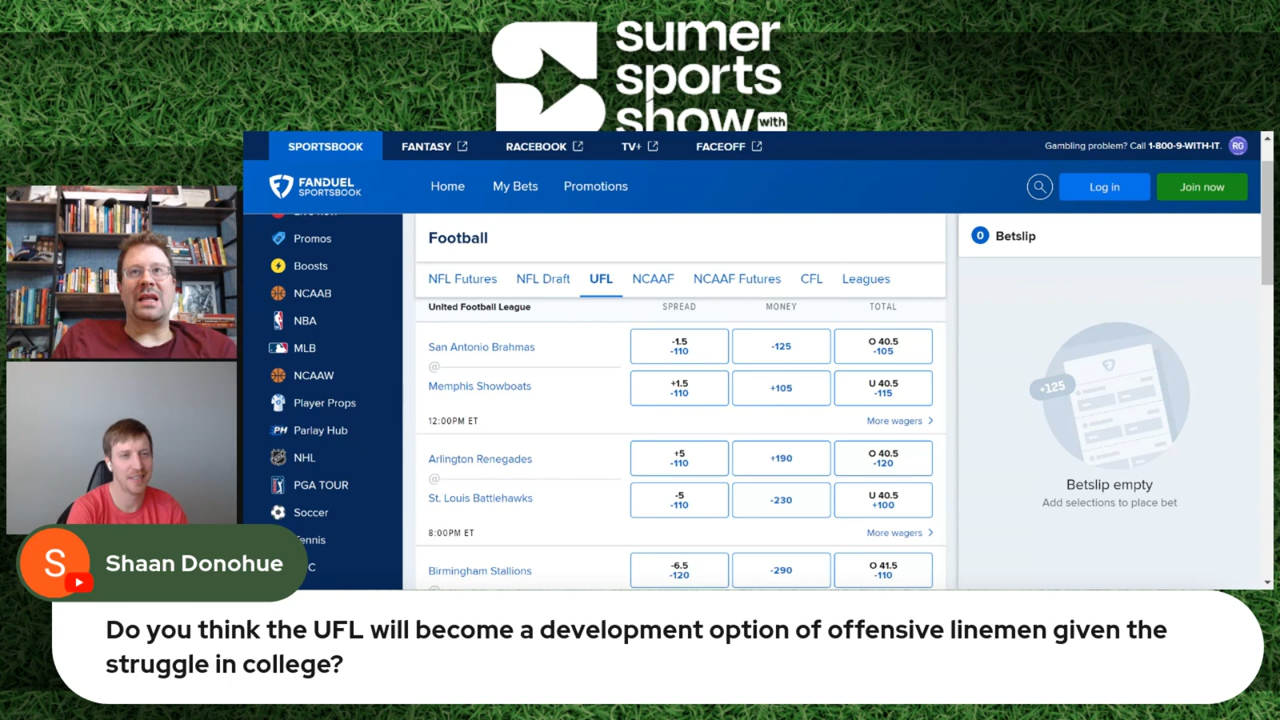 sumer
sports
show with
SPORTSBOOK
FANTASY
RACEBOOK
TV+
FACEOFF
Gambling problem? Call 1-800-9-WITH-IT.
RG
FANDUEL
SPORTSBOOK
Home
My Bets
Promotions
Log in
Join now
Promos
Boosts
NCAAB
NBA
MLB
NCAAW
Player Props
PH Parlay Hub
NHL
PGA TOUR
Soccer
Football
NFL Futures
NFL Draft
UFL
NCAAF
NCAAF Futures
CFL
Leagues
United Football League
SPREAD
MONEY
TOTAL
San Antonio Brahmas
-1.5
-110
-125
O 40.5
-105
@
Memphis Showboats
+1.5
-110
+105
U 40.5
-115
12:00PM ET
More wagers
Arlington Renegades
+5
-110
+190
O 40.5
-120
@
St. Louis Battlehawks
-5
-110
-230
U 40.5
+100
8:00PM ET
More wagers
Birmingham Stallions
-6.5
-120
-290
O 41.5
-110
0 Betslip
+125
Betslip empty
Add selections to place bet
S
Shaan Donohue
Do you think the UFL will become a development option of offensive linemen given the
struggle in college?